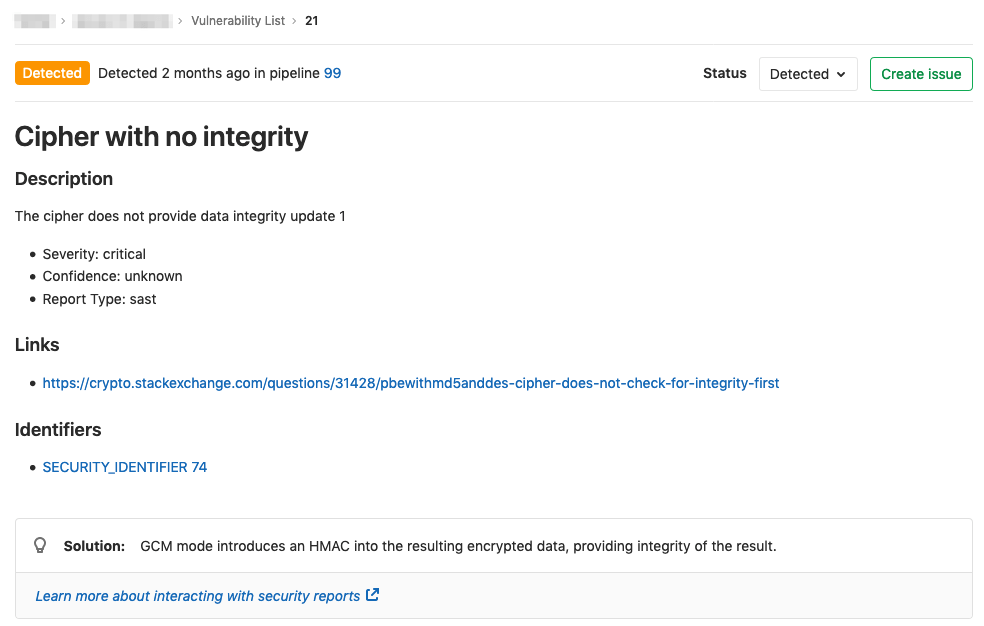 Vulnerability List › 21
Detected Detected 2 months ago in pipeline 99 Status Detected Create issue
Cipher with no integrity
Description
The cipher does not provide data integrity update 1
• Severity: critical
• Confidence: unknown
• Report Type: sast
Links
• https://crypto.stackexchange.com/questions/31428/pbewithmd5anddes-cipher-does-not-check-for-integrity-first
Identifiers
• SECURITY_IDENTIFIER 74
Solution: GCM mode introduces an HMAC into the resulting encrypted data, providing integrity of the result.
Learn more about interacting with security reports